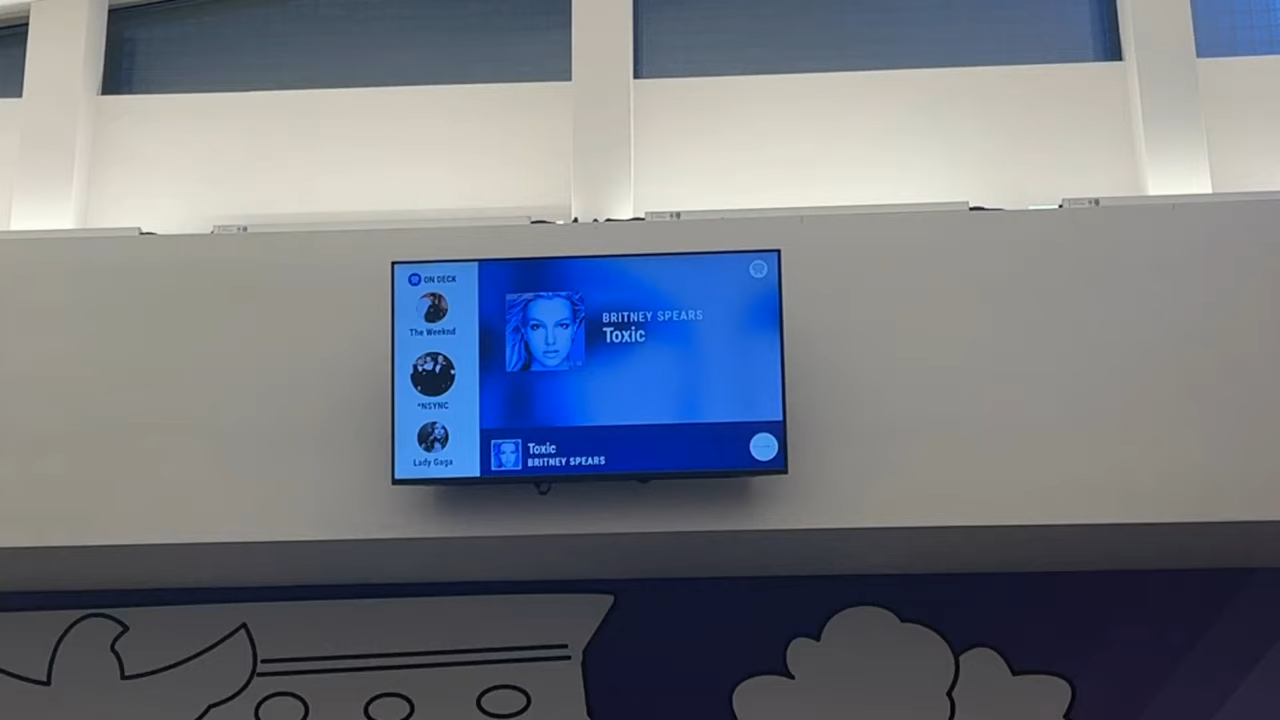 ON DECK
The Weeknd
*NSYNC
Lady Gaga
BRITNEY SPEARS
Toxic
Toxic
BRITNEY SPEARS